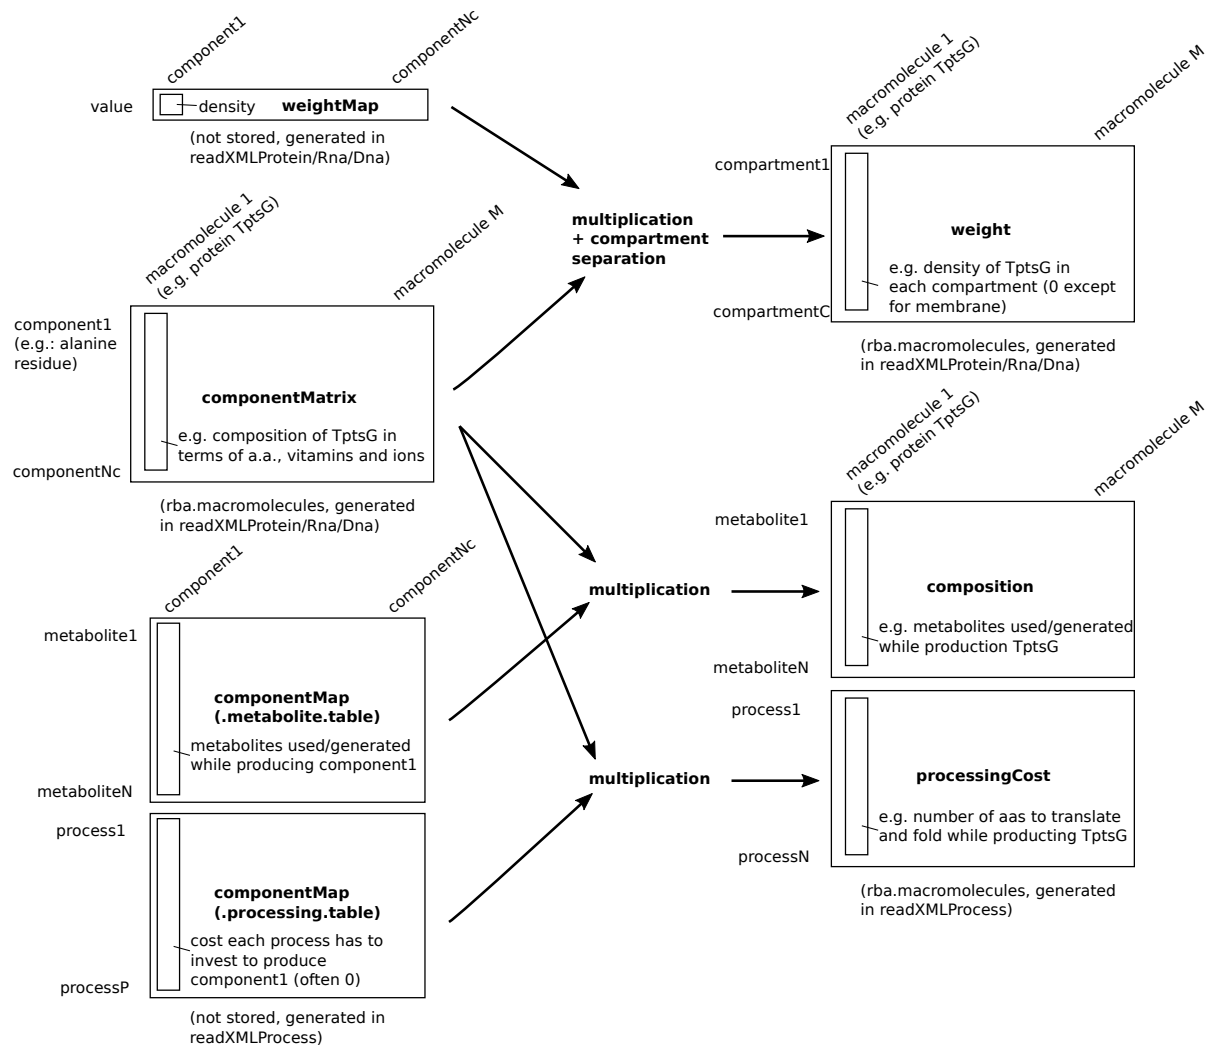 component1
componentNc
value
density
weightMap
(not stored, generated in
readXMLProtein/Rna/Dna)
macromolecule 1
(e.g. protein TptsG)
macromolecule M
component1
(e.g.: alanine
residue)
componentMatrix
e.g. composition of TptsG in
terms of a.a., vitamins and ions
componentNc
(rba.macromolecules, generated
in readXMLProtein/Rna/Dna)
component1
componentNc
metabolite1
componentMap
(.metabolite.table)
metabolites used/generated
while producing component1
metaboliteN
process1
componentMap
(.processing.table)
cost each process has to
invest to produce
component1 (often 0)
processP
(not stored, generated in
readXMLProcess)
multiplication
+ compartment
separation
multiplication
multiplication
macromolecule 1
(e.g. protein TptsG)
macromolecule M
compartment1
weight
e.g. density of TptsG in
each compartment (0 except
for membrane)
compartmentC
(rba.macromolecules, generated
in readXMLProtein/Rna/Dna)
macromolecule 1
(e.g. protein TptsG)
macromolecule M
metabolite1
composition
e.g. metabolites used/generated
while production TptsG
metaboliteN
process1
processingCost
e.g. number of aas to translate
and fold while producting TptsG
processN
(rba.macromolecules, generated
in readXMLProcess)